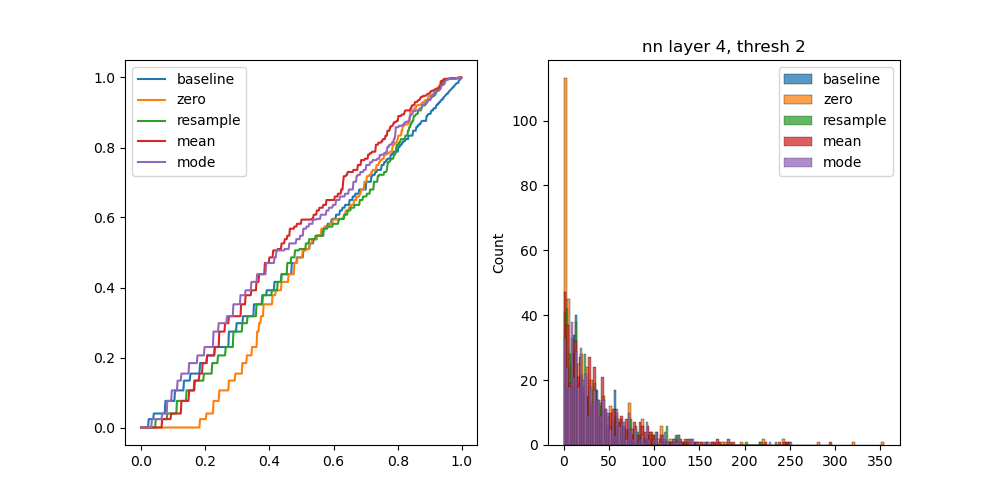 nn layer 4, thresh 2
baseline
zero
resample
mean
mode
1.0
0.8
0.6
0.4
0.2
0.0
0.0 0.2 0.4 0.6 0.8 1.0
baseline
zero
resample
mean
mode
Count
100
80
60
40
20
0
0 50 100 150 200 250 300 350